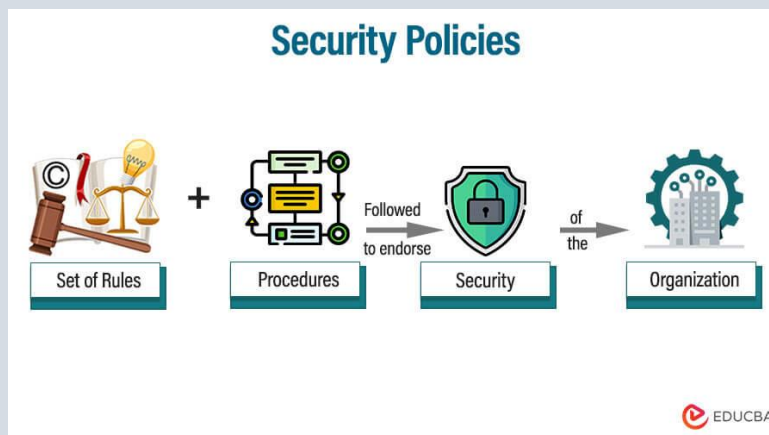 Security Policies
©
+
Followed
to endorse
of
the
Set of Rules
Procedures
Security
Organization
EDUCBA